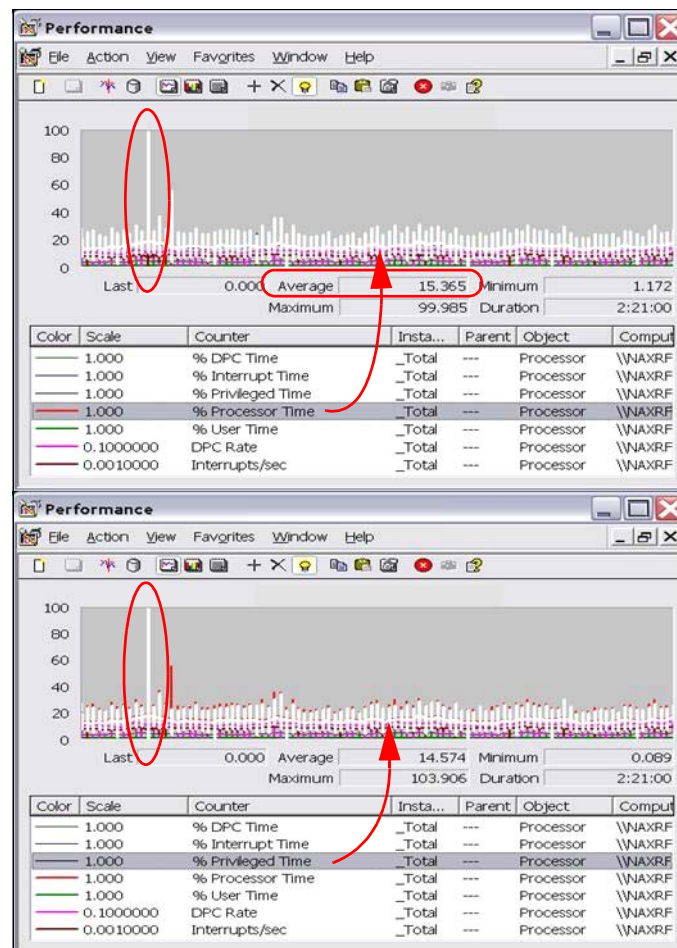 Performance
File Action View Favorites Window Help
100
80
60
40
20
0
Last 0.000 Average 15.365 Minimum 1.172
Maximum 99.985 Duration 2:21:00
Color Scale Counter Insta... Parent Object Comput
1.000 % DPC Time _Total --- Processor \\NAXRF
1.000 % Interrupt Time _Total --- Processor \\NAXRF
1.000 % Privileged Time _Total --- Processor \\NAXRF
1.000 % Processor Time _Total --- Processor \\NAXRF
1.000 % User Time _Total --- Processor \\NAXRF
0.1000000 DPC Rate _Total --- Processor \\NAXRF
0.0010000 Interrupts/sec _Total --- Processor \\NAXRF
Performance
File Action View Favorites Window Help
100
80
60
40
20
0
Last 0.000 Average 14.574 Minimum 0.089
Maximum 103.906 Duration 2:21:00
Color Scale Counter Insta... Parent Object Comput
1.000 % DPC Time _Total --- Processor \\NAXRF
1.000 % Interrupt Time _Total --- Processor \\NAXRF
1.000 % Privileged Time _Total --- Processor \\NAXRF
1.000 % Processor Time _Total --- Processor \\NAXRF
1.000 % User Time _Total --- Processor \\NAXRF
0.1000000 DPC Rate _Total --- Processor \\NAXRF
0.0010000 Interrupts/sec _Total --- Processor \\NAXRF